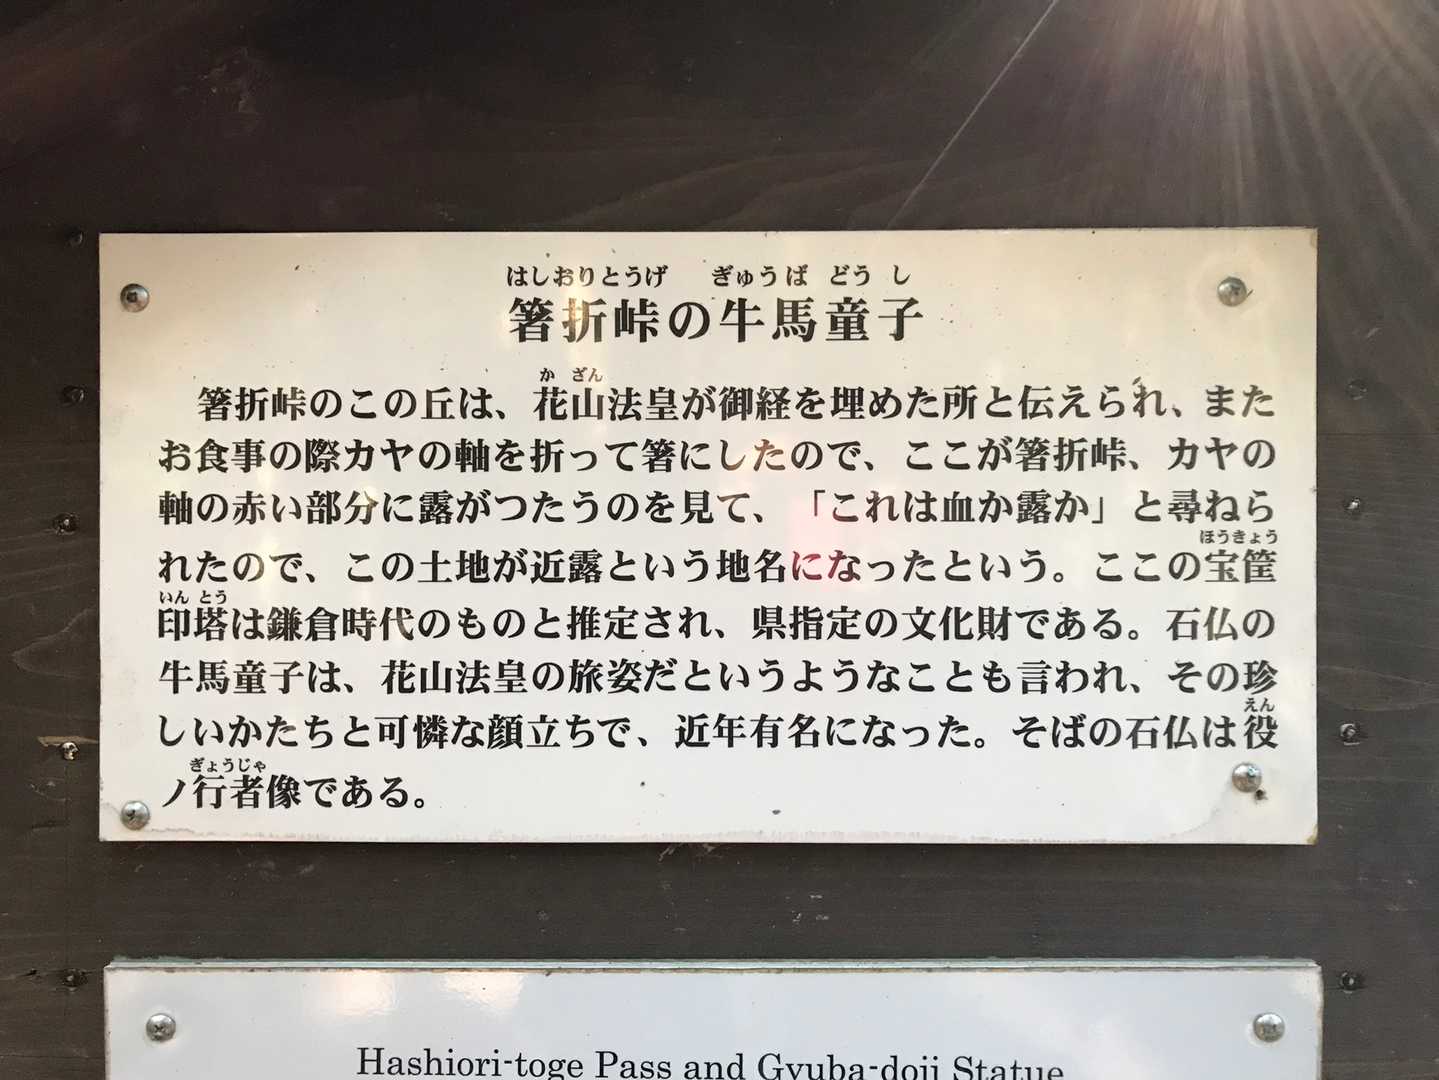 はしおりとうげ ぎゅうば どうし
箸折峠の牛馬童子
か ざん
箸折峠のこの丘は、花山法皇が御経を埋めた所と伝えられ、また
お食事の際カヤの軸を折って箸にしたので、ここが箸折峠、カヤの
軸の赤い部分に露がつたうのを見て、「これは血か露か」と尋ねら
ほうきょう
れたので、この土地が近露という地名になったという。ここの宝筐
いん とう
印塔は鎌倉時代のものと推定され、県指定の文化財である。石仏の
牛馬童子は、花山法皇の旅姿だというようなことも言われ、その珍
えん
しいかたちと可憐な顔立ちで、近年有名になった。そばの石仏は役
ぎょうじゃ
ノ行者像である。
Hashiori-toge Pass and Gyuba-doji Statue